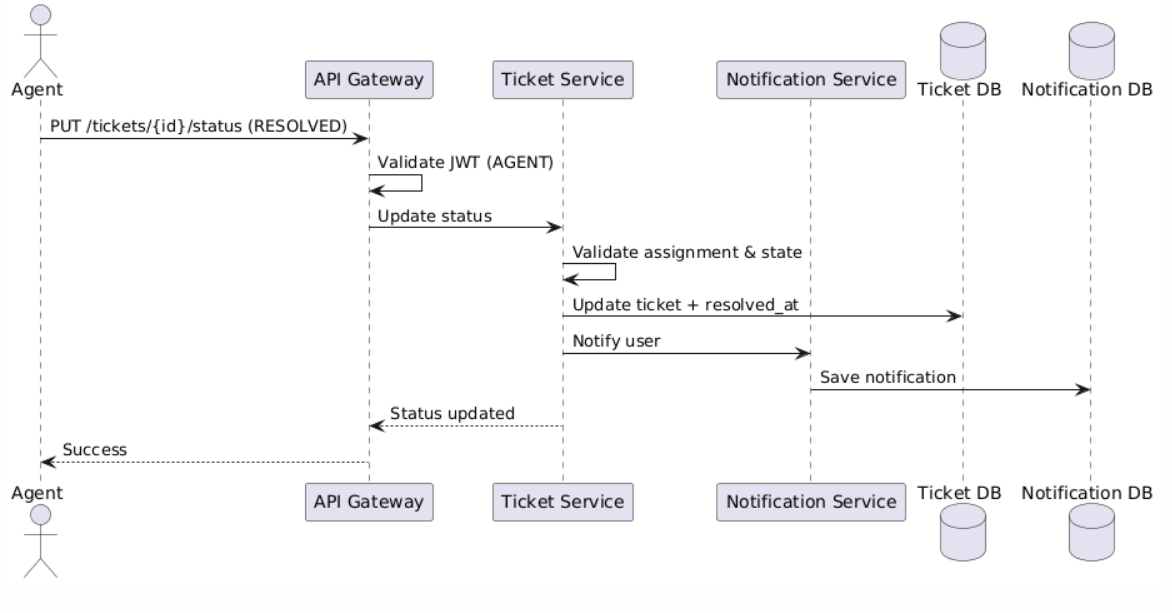 Agent
API Gateway
Ticket Service
Notification Service
Ticket DB
Notification DB
PUT /tickets/{id}/status (RESOLVED)
Validate JWT (AGENT)
Update status
Validate assignment & state
Update ticket + resolved_at
Notify user
Save notification
Status updated
Success
Agent
API Gateway
Ticket Service
Notification Service
Ticket DB
Notification DB